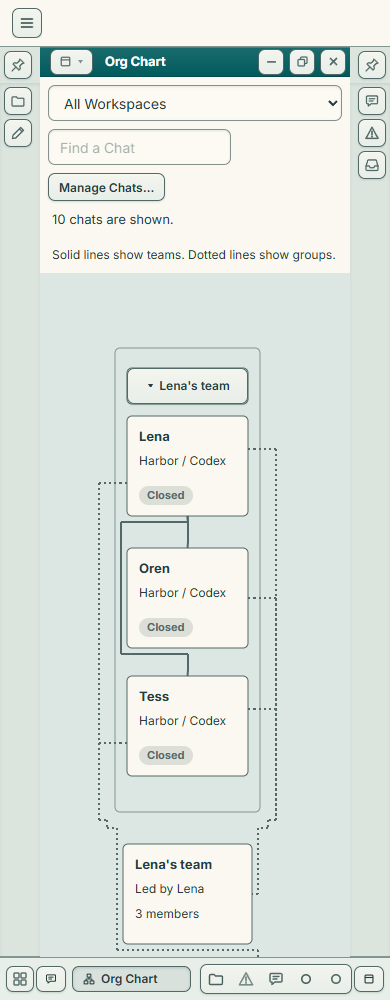 Org Chart
All Workspaces
Find a Chat
Manage Chats...
10 chats are shown.
Solid lines show teams. Dotted lines show groups.
Lena's team
Lena
Harbor / Codex
Closed
Oren
Harbor / Codex
Closed
Tess
Harbor / Codex
Closed
Lena's team
Led by Lena
3 members
Org Chart